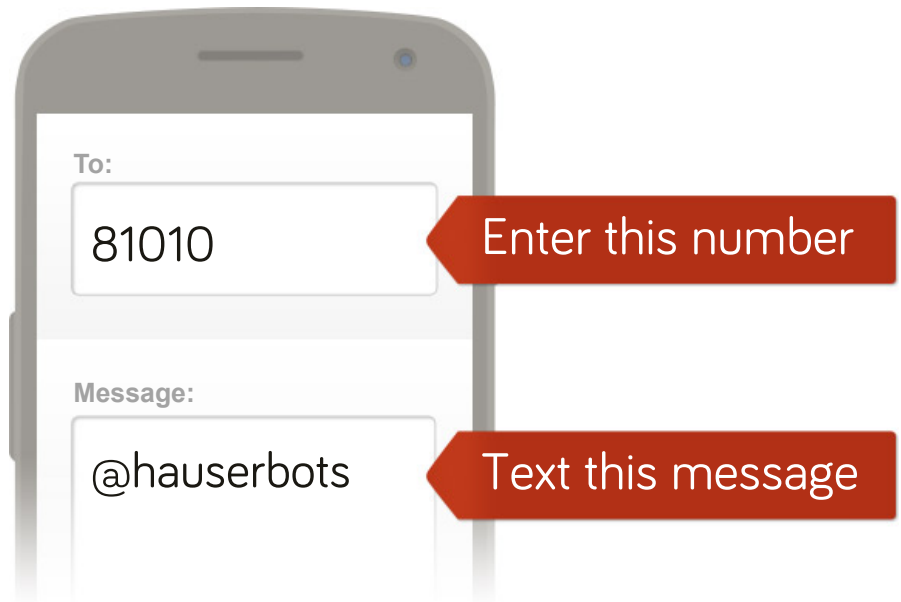 To:
81010
Enter this number
Message:
@hauserbots
Text this message